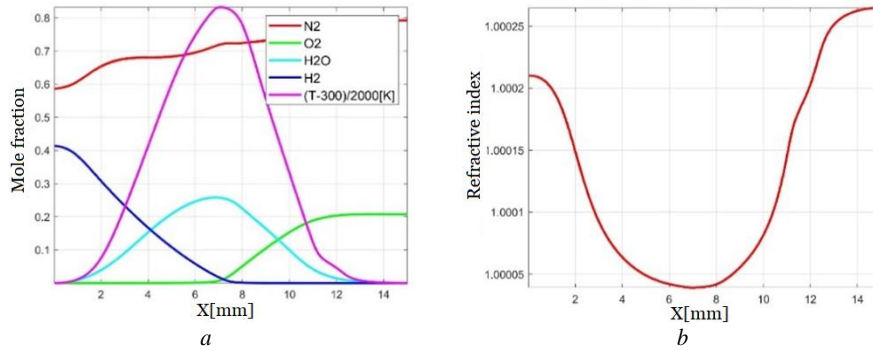 0.8
0.7
0.6
0.5
0.4
0.3
0.2
0.1
Mole fraction
N2
O2
H2O
H2
(T-300)/2000[K]
2 4 6 8 10 12 14
X[mm]
a
1.00025
1.0002
1.00015
1.0001
1.00005
Refractive index
2 4 6 8 10 12 14
X[mm]
b